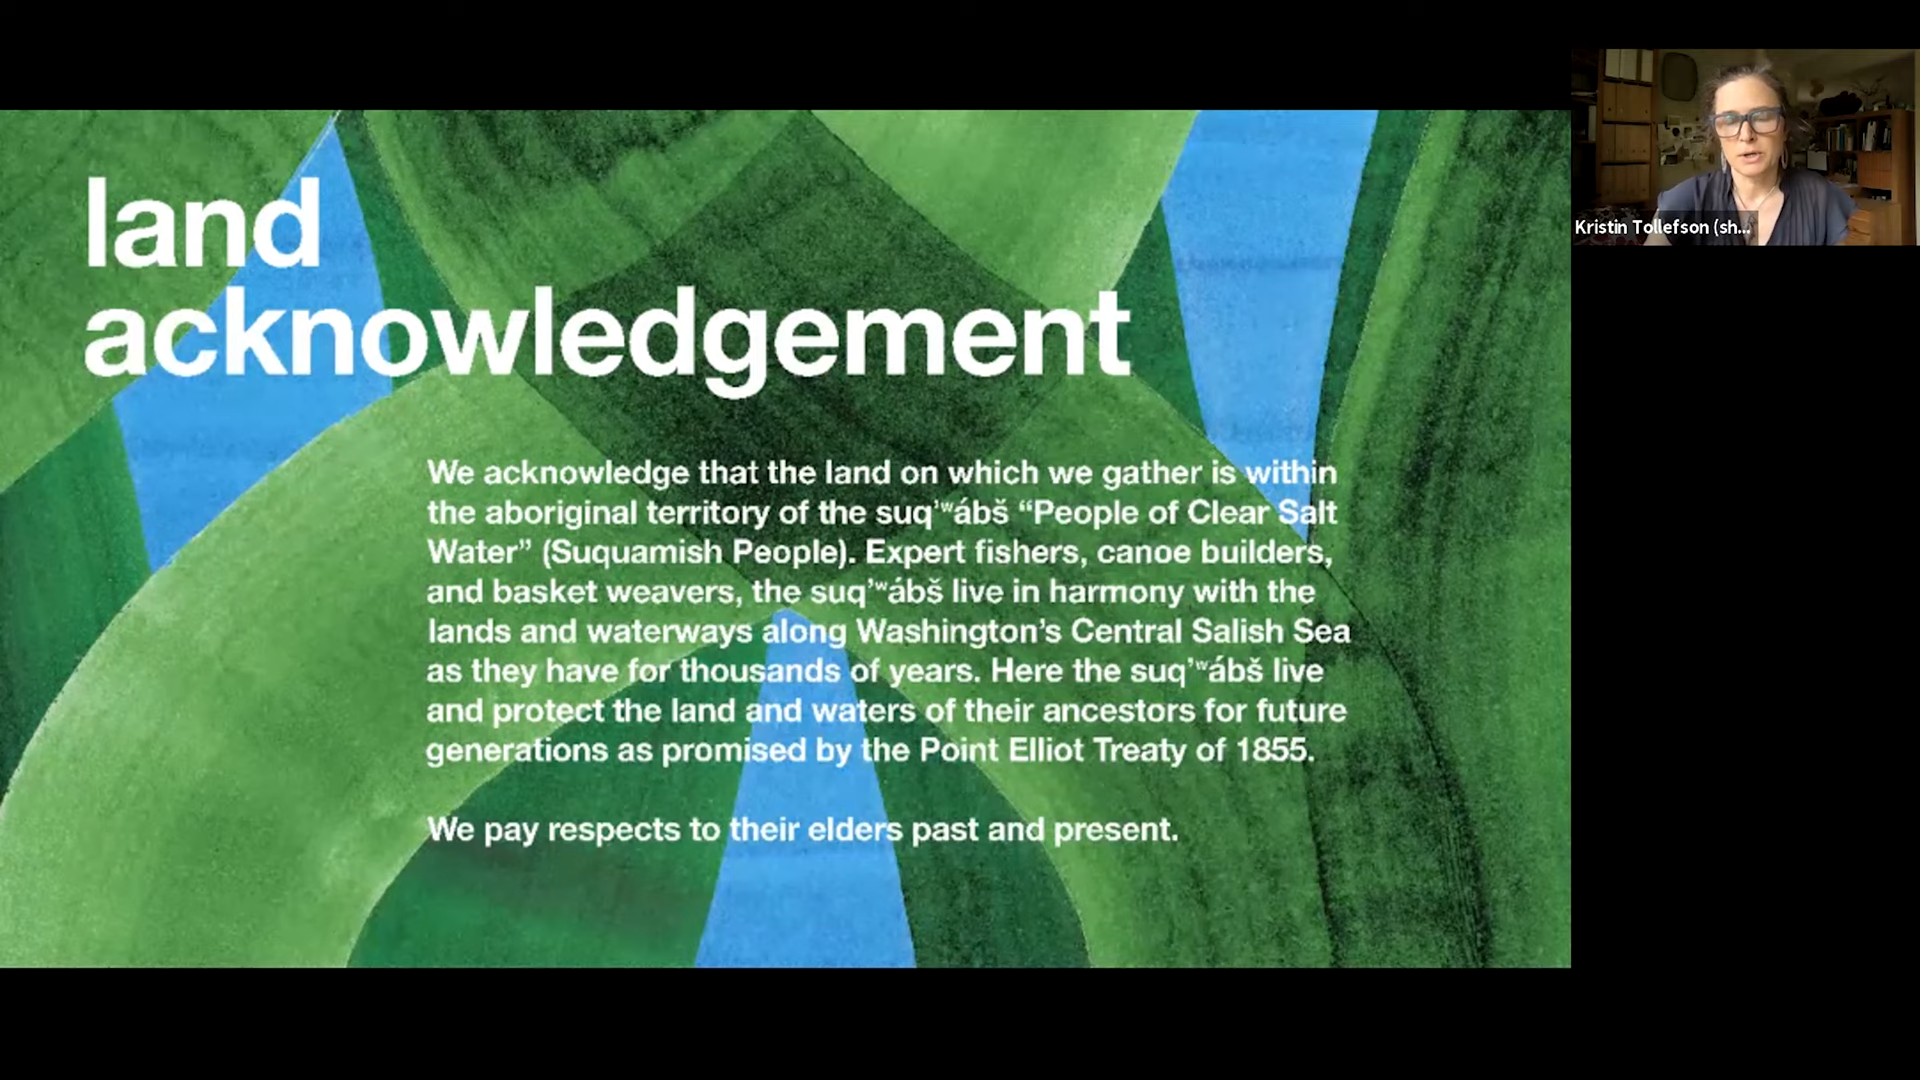 land
acknowledgement
We acknowledge that the land on which we gather is within
the aboriginal territory of the suq’ʷábš “People of Clear Salt
Water” (Suquamish People). Expert fishers, canoe builders,
and basket weavers, the suq’ʷábš live in harmony with the
lands and waterways along Washington’s Central Salish Sea
as they have for thousands of years. Here the suq’ʷábš live
and protect the land and waters of their ancestors for future
generations as promised by the Point Elliot Treaty of 1855.
We pay respects to their elders past and present.
Kristin Tollefson (sh...